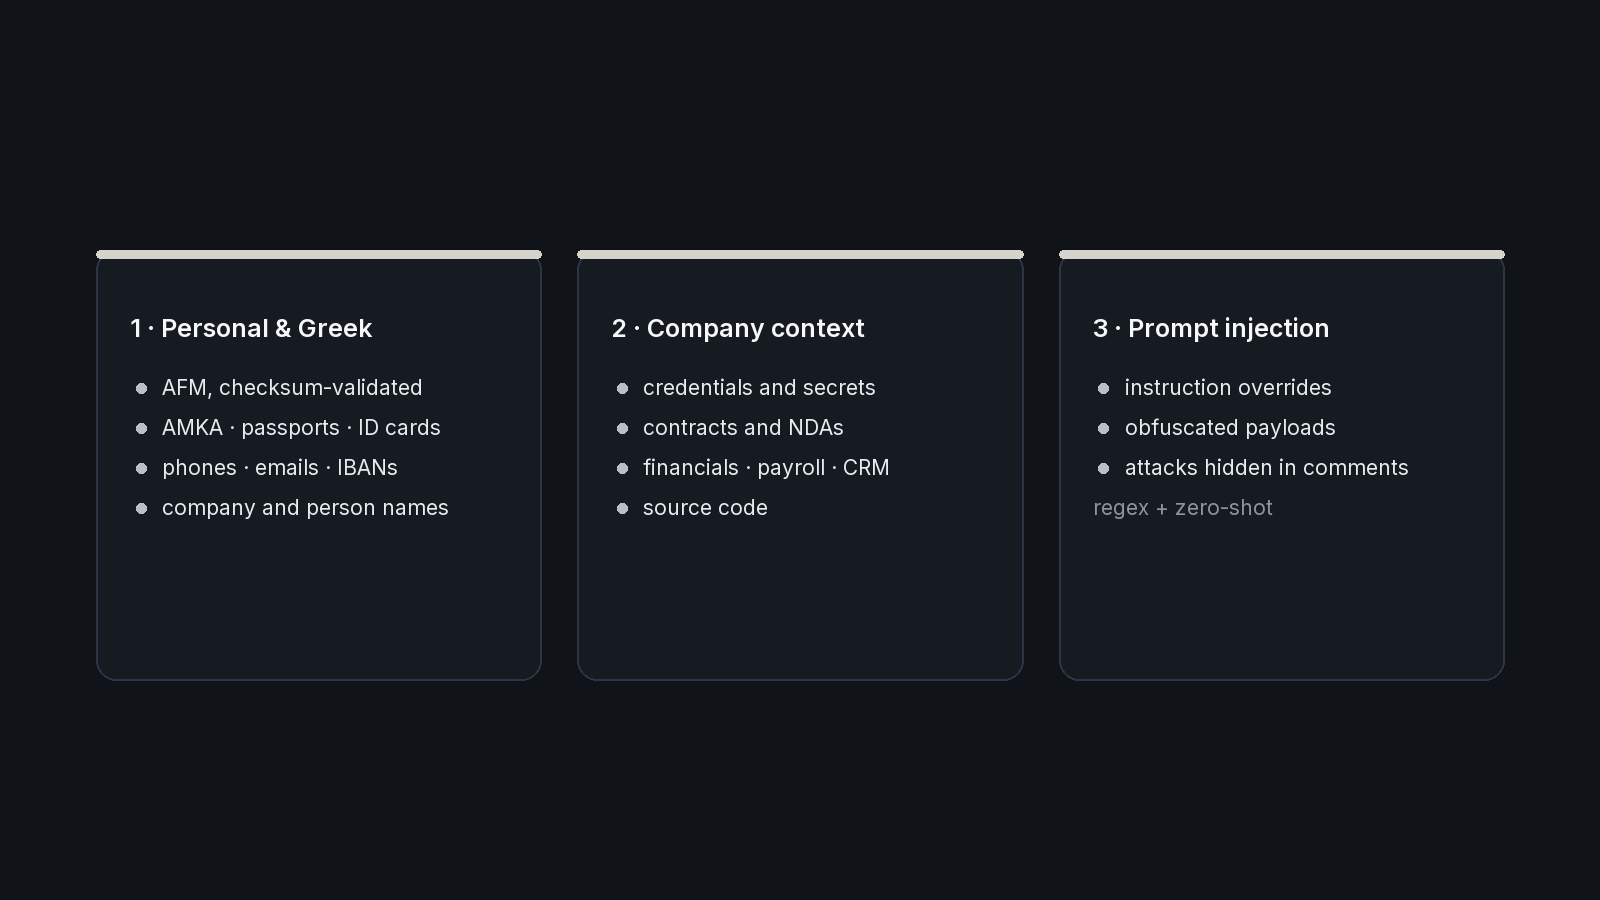 1 · Personal & Greek
AFM, checksum-validated
AMKA · passports · ID cards
phones · emails · IBANs
company and person names
2 · Company context
credentials and secrets
contracts and NDAs
financials · payroll · CRM
source code
3 · Prompt injection
instruction overrides
obfuscated payloads
attacks hidden in comments
regex + zero-shot